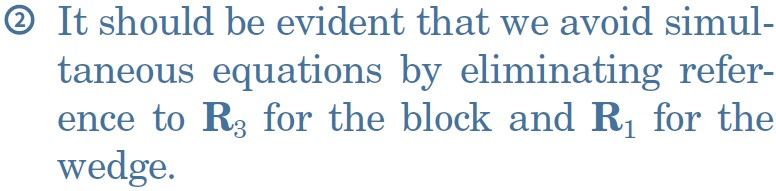 ② It should be evident that we avoid simul-
taneous equations by eliminating refer-
ence to R₃ for the block and R₁ for the
wedge.